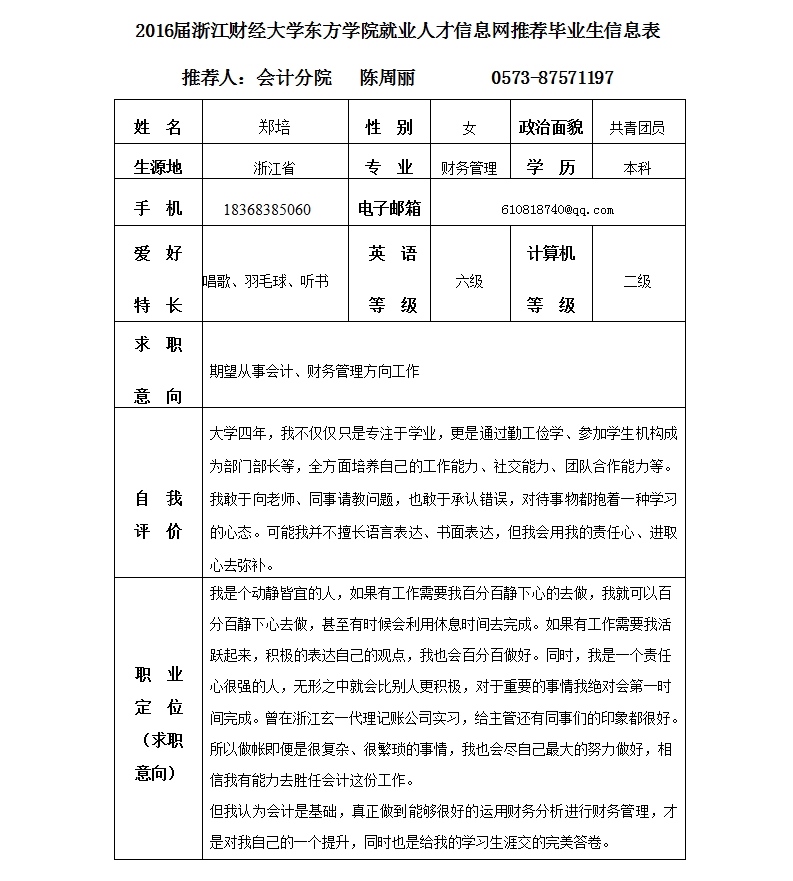 2016届浙江财经大学东方学院就业人才信息网推荐毕业生信息表
推荐人：会计分院 陈周丽 0573-87571197
姓 名 郑培 性 别 女 政治面貌 共青团员
生源地 浙江省 专 业 财务管理 学 历 本科
手 机 18368385060 电子邮箱 610818740@qq.com
爱 好 英 语 计算机
唱歌、羽毛球、听书 六级 二级
特 长 等 级 等 级
求 职
期望从事会计、财务管理方向工作
意 向
大学四年，我不仅仅只是专注于学业，更是通过勤工俭学、参加学生机构成
为部门部长等，全方面培养自己的工作能力、社交能力、团队合作能力等。
自 我
我敢于向老师、同事请教问题，也敢于承认错误，对待事物都抱着一种学习
评 价
的心态。可能我并不擅长语言表达、书面表达，但我会用我的责任心、进取
心去弥补。
我是个动静皆宜的人，如果有工作需要我百分百静下心的去做，我就可以百
分百静下心去做，甚至有时候会利用休息时间去完成。如果有工作需要我活
跃起来，积极的表达自己的观点，我也会百分百做好。同时，我是一个责任
职 业
心很强的人，无形之中就会比别人更积极，对于重要的事情我绝对会第一时
定 位
间完成。曾在浙江玄一代理记账公司实习，给主管还有同事们的印象都很好。
（求职
所以做帐即便是很复杂、很繁琐的事情，我也会尽自己最大的努力做好，相
意向）
信我有能力去胜任会计这份工作。
但我认为会计是基础，真正做到能够很好的运用财务分析进行财务管理，才
是对我自己的一个提升，同时也是给我的学习生涯交的完美答卷。